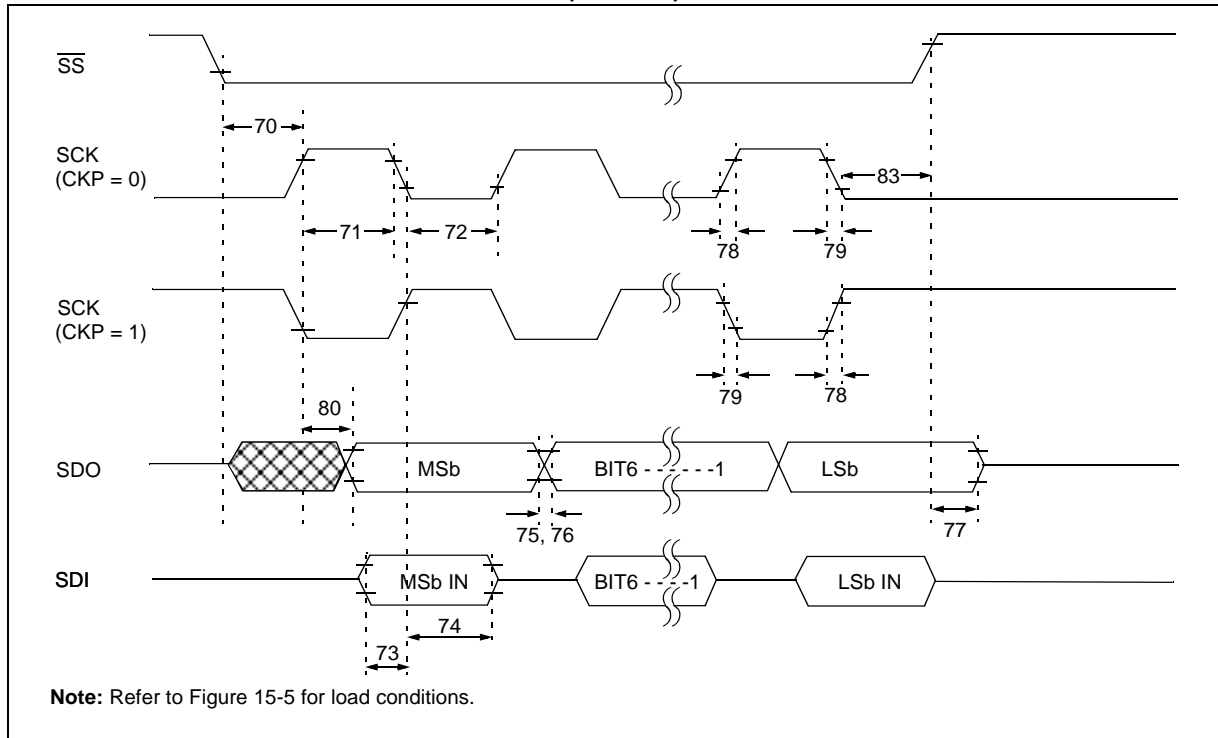 SS
70
SCK
(CKP = 0)
83
71
72
78
79
SCK
(CKP = 1)
79
78
80
SDO
MSb
BIT6 - - - - - -1
LSb
75, 76
77
SDI
MSb IN
BIT6 - - - - -1
LSb IN
74
73
Note: Refer to Figure 15-5 for load conditions.